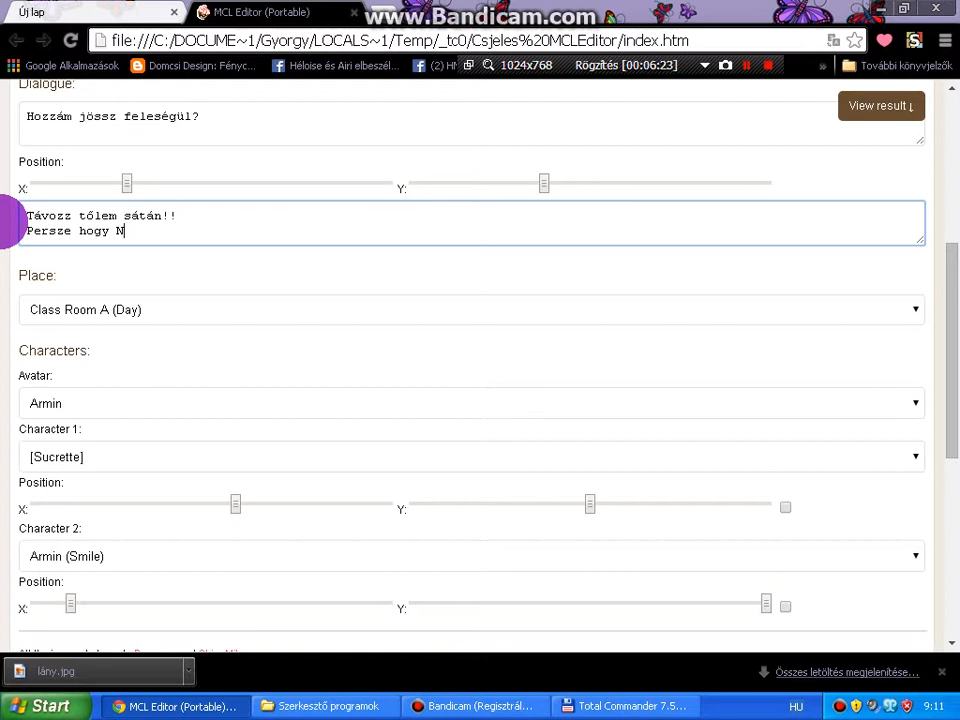 Új lap
MCL Editor (Portable)
www.Bandicam.com
file:///C:/DOCUME~1/Gyorgy/LOCALS~1/Temp/_tc0/Csjeles%20MCLEditor/index.htm
Google Alkalmazások
Domcsi Design: Fényc...
Héloise és Airi elbeszél...
(2) H
1024x768
Rögzítés [00:06:23]
»
További könyvjelzők
Dialogue:
View result ↓
Hozzám jössz feleségül?
Position:
X:
Y:
Távozz tőlem sátán!!
Persze hogy N
Place:
Class Room A (Day)
Characters:
Avatar:
Armin
Character 1:
[Sucrette]
Position:
X:
Y:
Character 2:
Armin (Smile)
Position:
X:
Y:
lány.jpg
Összes letöltés megjelenítése...
Start
MCL Editor (Portable)...
Szerkesztő programok
Bandicam (Regisztrál...
Total Commander 7.5...
HU
9:11